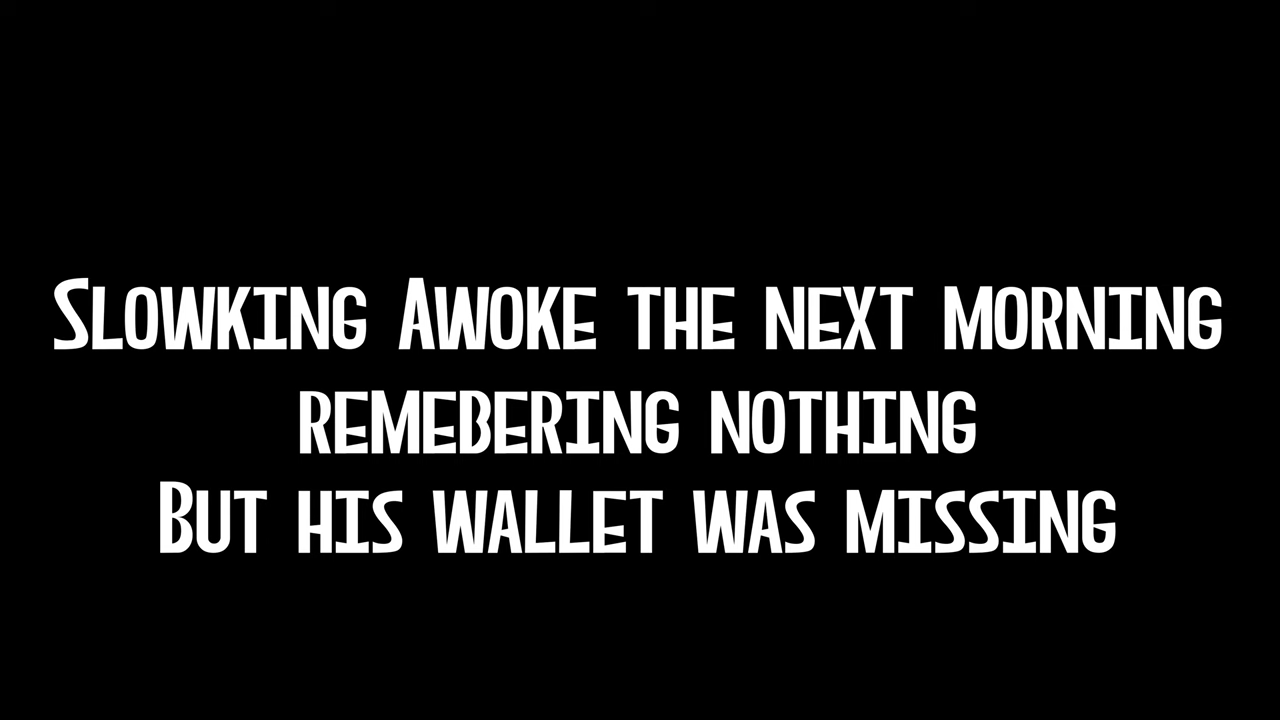 Slowking Awoke the next morning
remebering nothing
But his wallet was missing